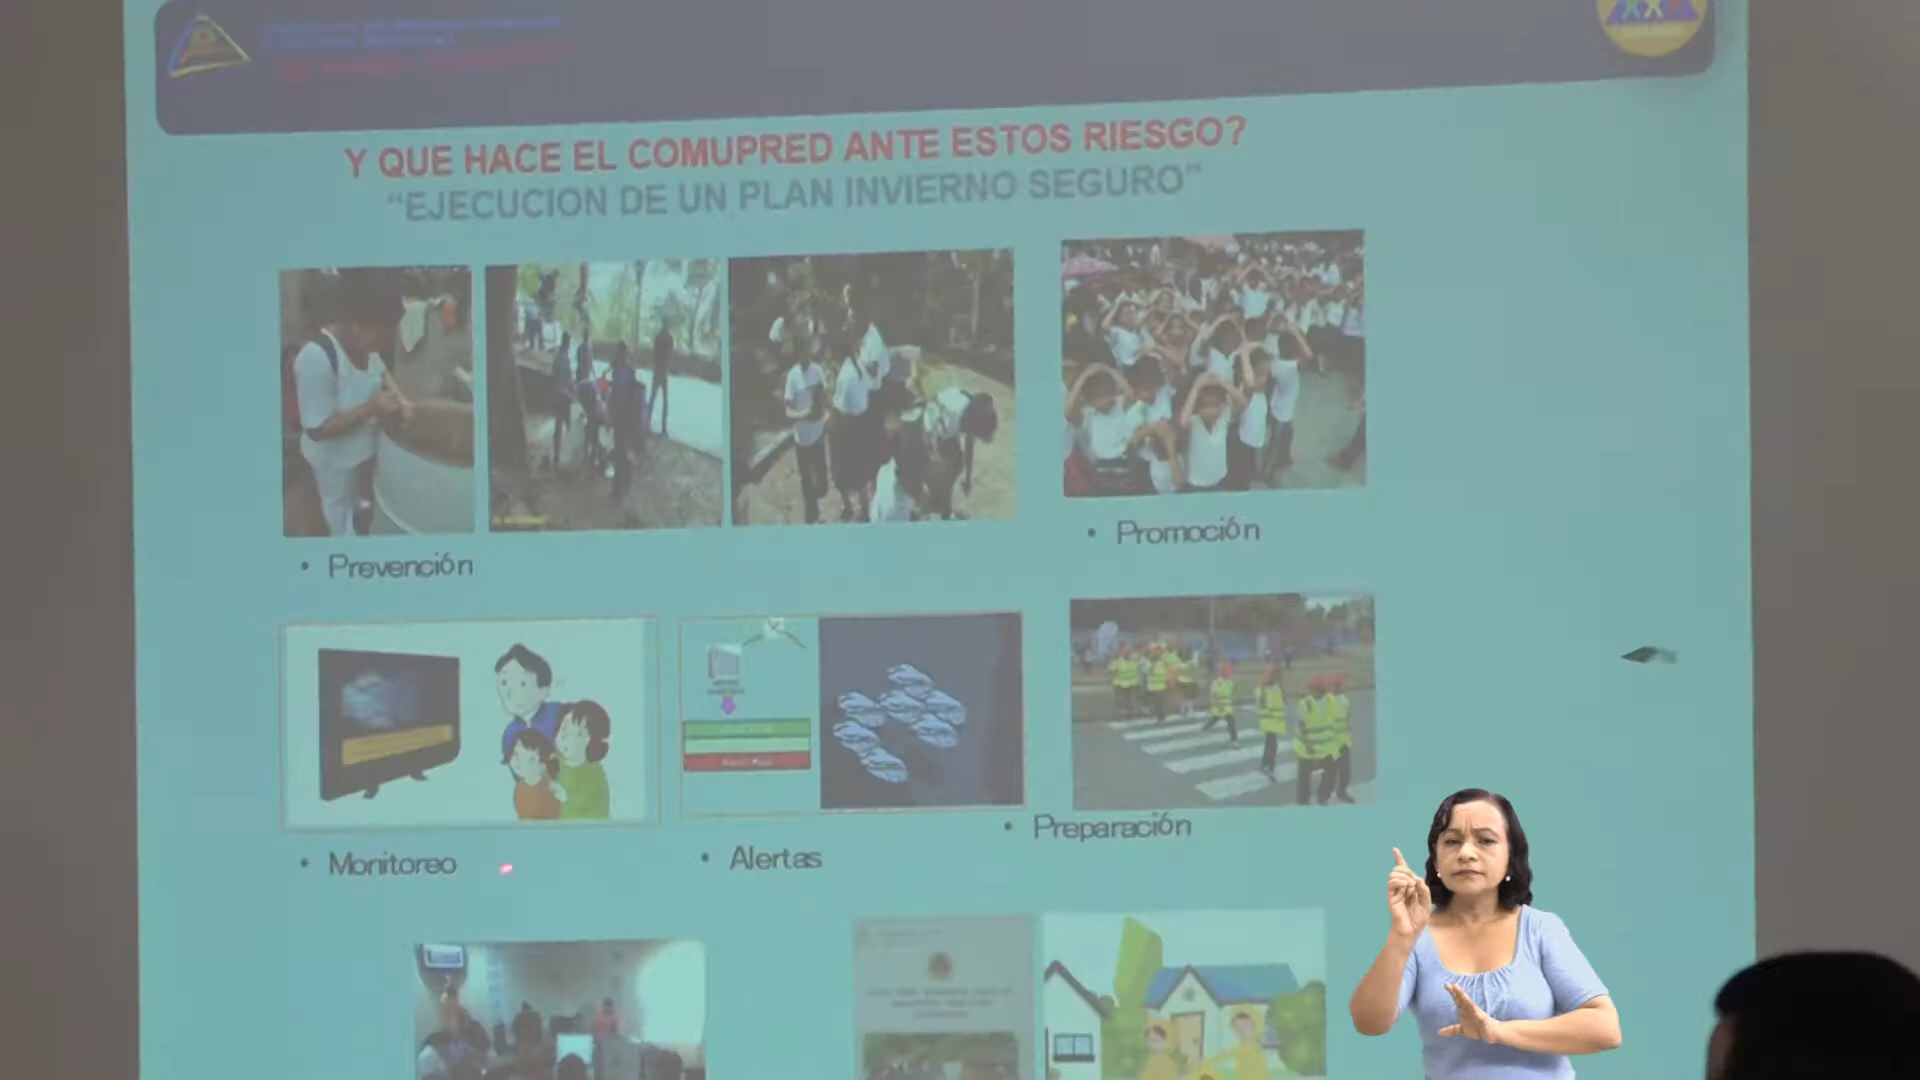 Y QUE HACE EL COMUPRED ANTE ESTOS RIESGO?
“EJECUCION DE UN PLAN INVIERNO SEGURO”
• Prevención
• Promoción
• Monitoreo
• Alertas
• Preparación